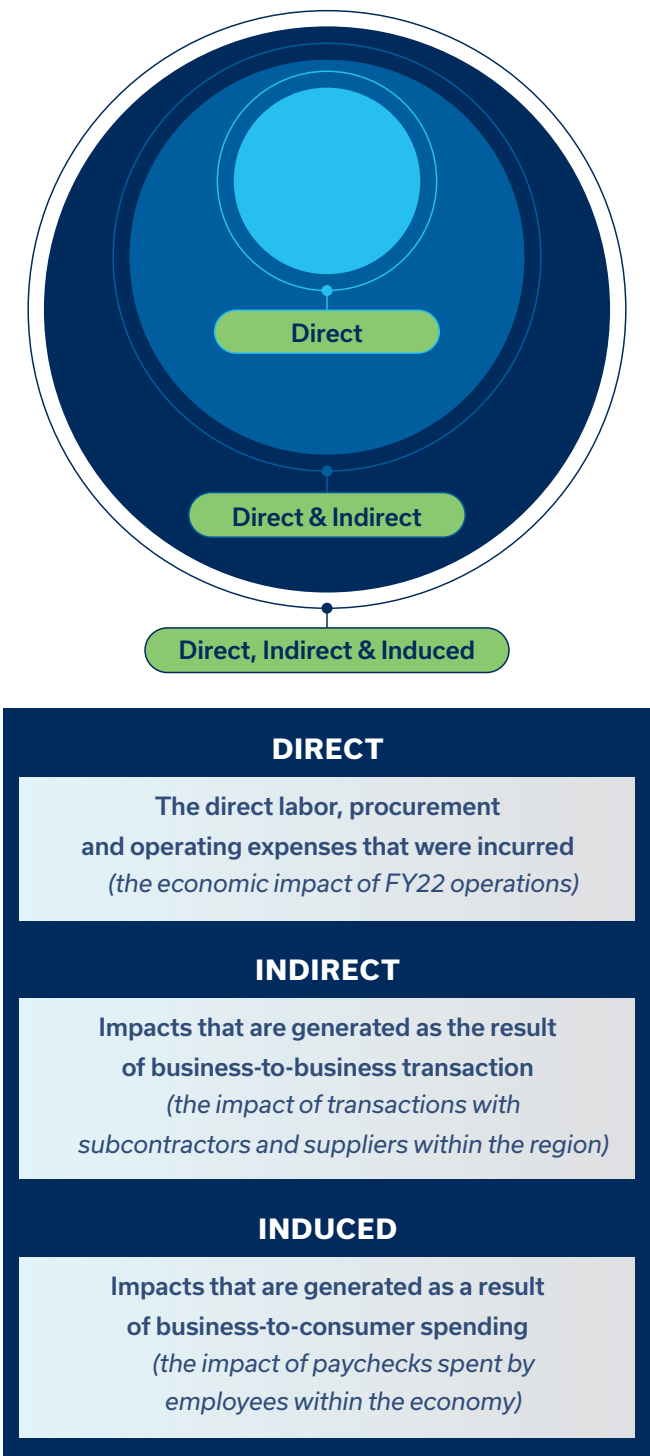 Direct
Direct & Indirect
Direct, Indirect & Induced
DIRECT
The direct labor, procurement
and operating expenses that were incurred
(the economic impact of FY22 operations)
INDIRECT
Impacts that are generated as the result
of business-to-business transaction
(the impact of transactions with
subcontractors and suppliers within the region)
INDUCED
Impacts that are generated as a result
of business-to-consumer spending
(the impact of paychecks spent by
employees within the economy)